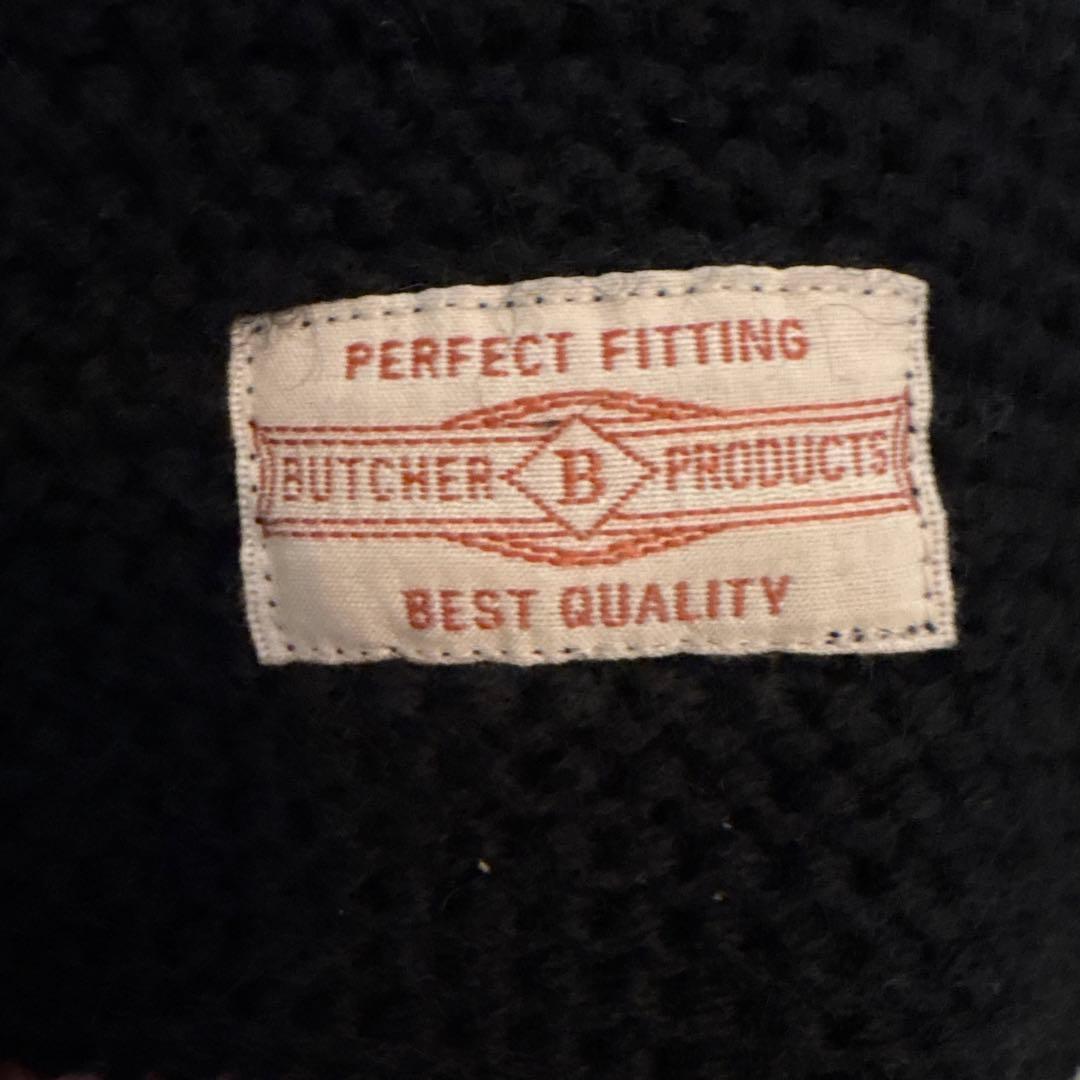 PERFECT FITTING
BUTCHER B PRODUCTS
BEST QUALITY